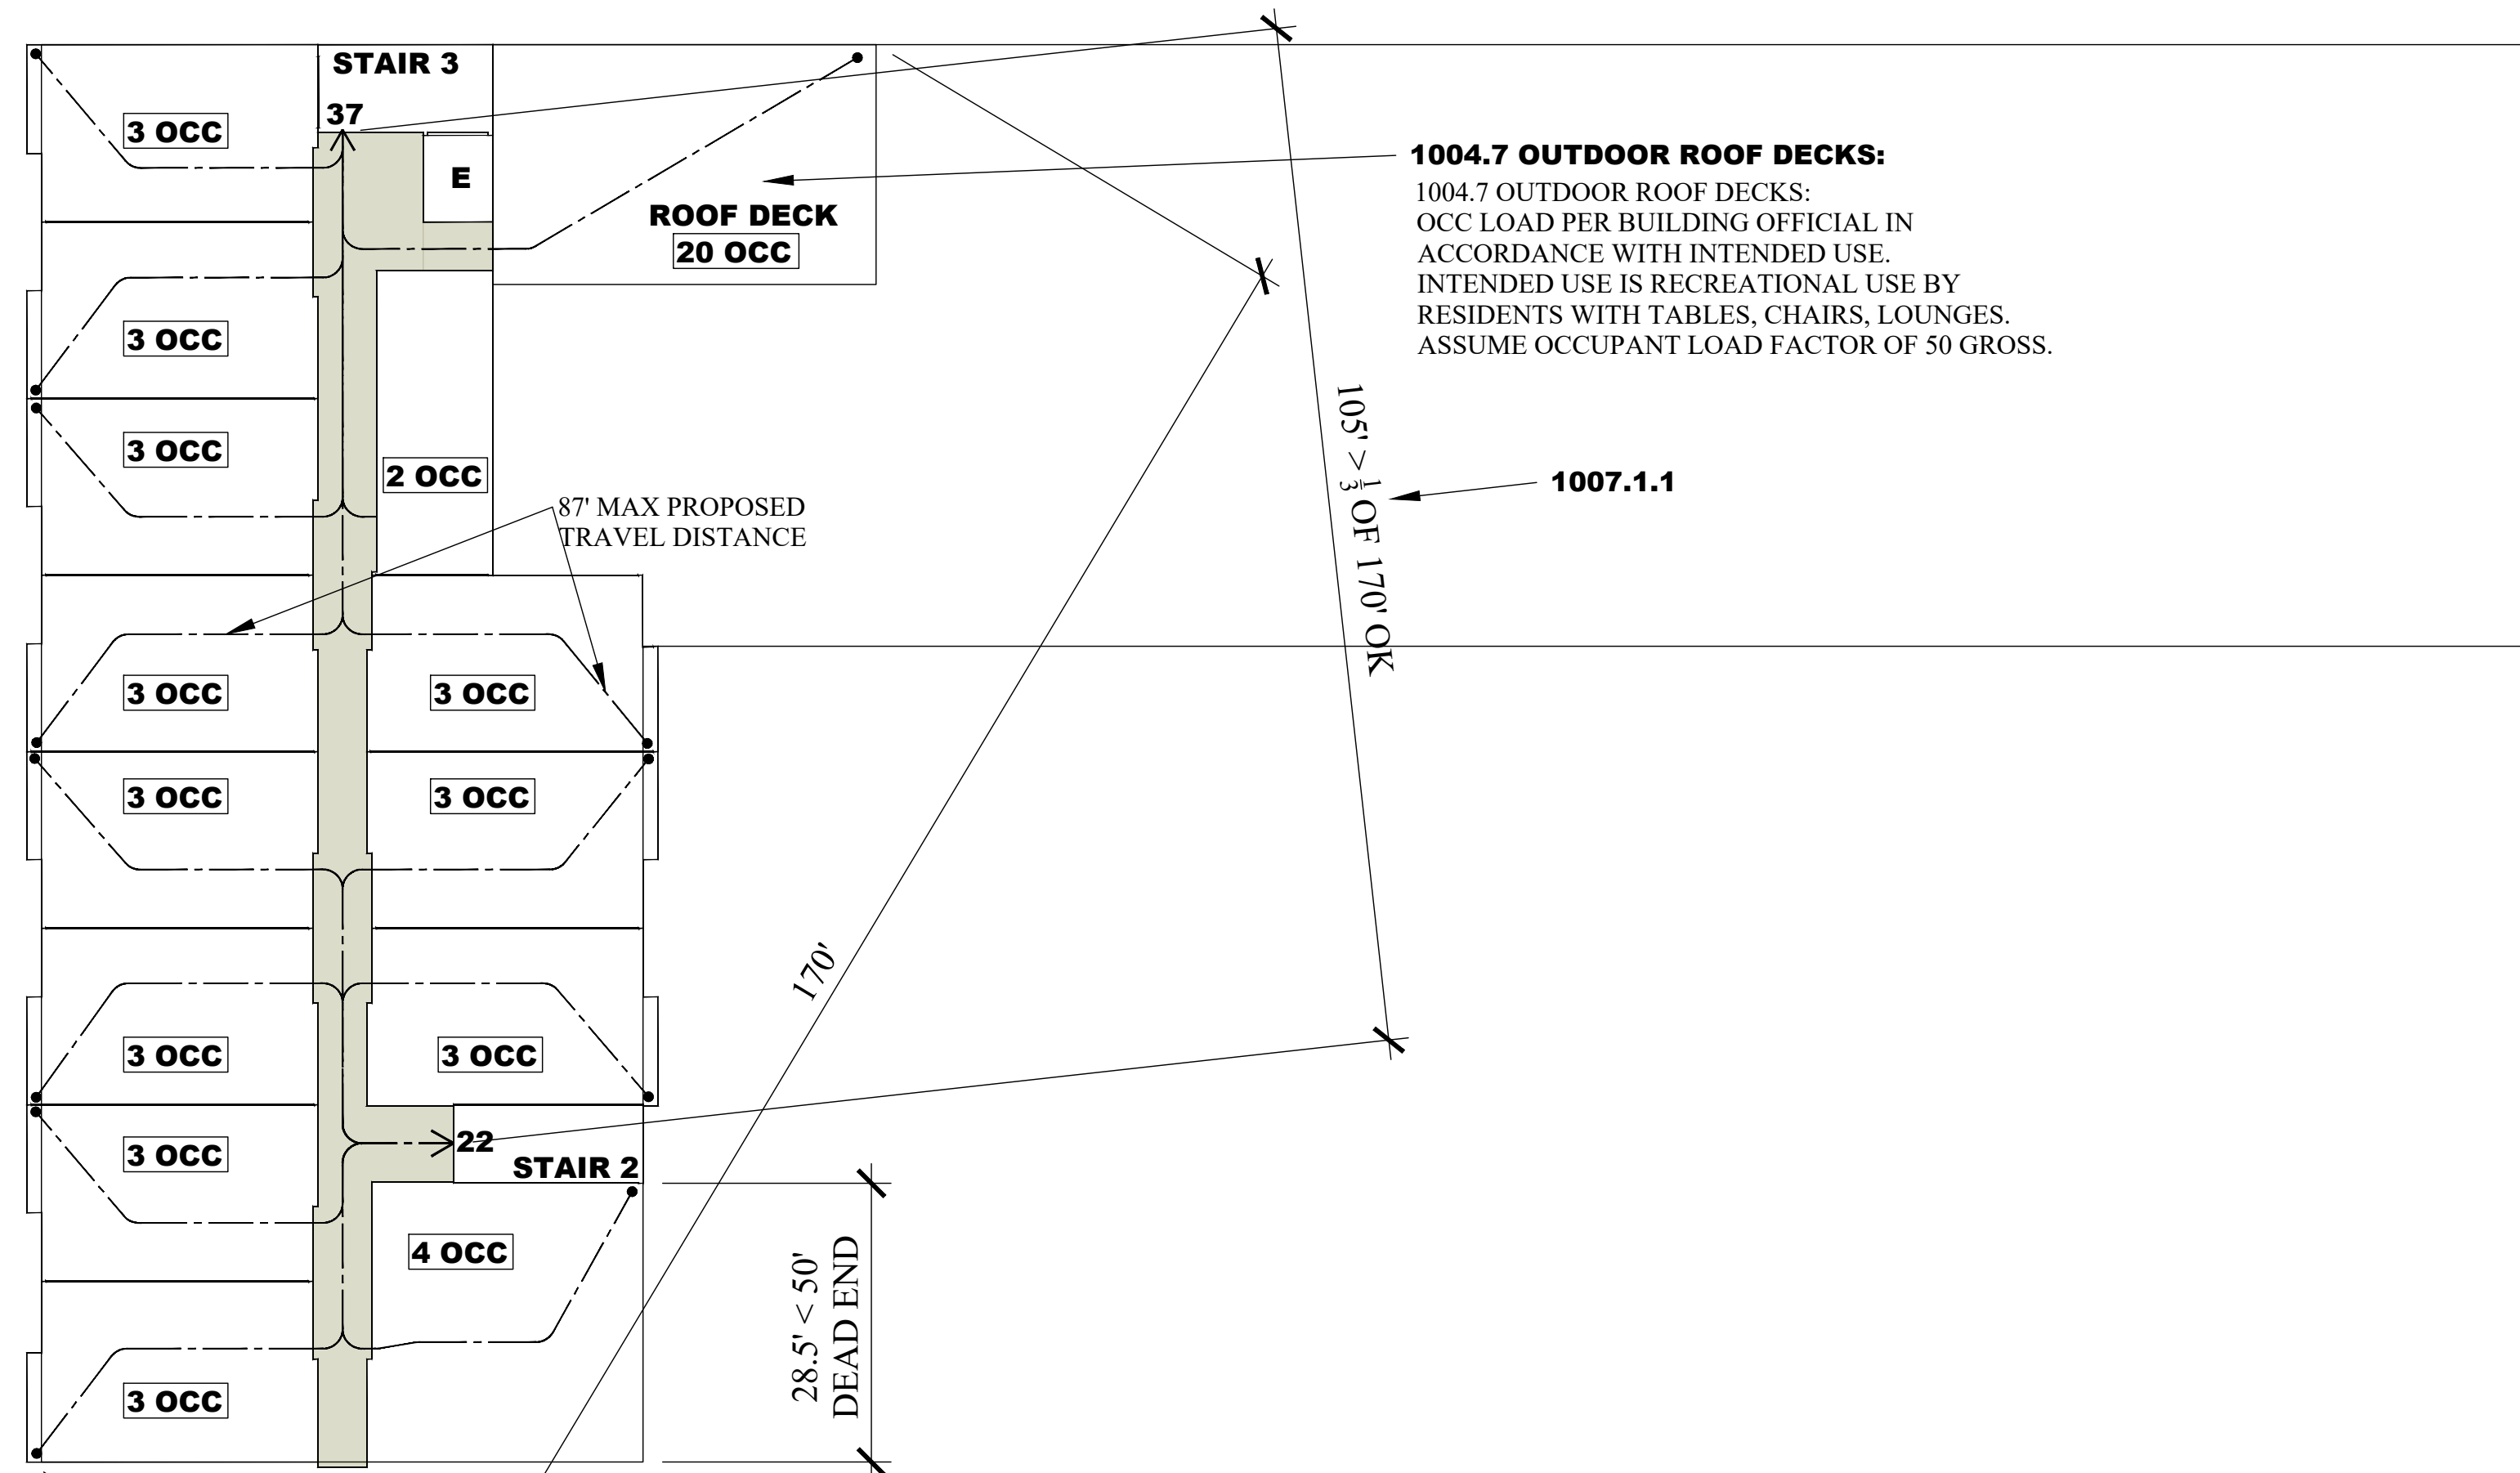 STAIR 3
37
3 OCC
E
ROOF DECK
20 OCC
1004.7 OUTDOOR ROOF DECKS:
1004.7 OUTDOOR ROOF DECKS:
OCC LOAD PER BUILDING OFFICIAL IN
ACCORDANCE WITH INTENDED USE.
INTENDED USE IS RECREATIONAL USE BY
RESIDENTS WITH TABLES, CHAIRS, LOUNGES.
ASSUME OCCUPANT LOAD FACTOR OF 50 GROSS.
3 OCC
3 OCC
2 OCC
87' MAX PROPOSED
TRAVEL DISTANCE
105' > 1/3 OF 170' OK
1007.1.1
3 OCC
3 OCC
3 OCC
3 OCC
170'
3 OCC
3 OCC
3 OCC
22
STAIR 2
4 OCC
28.5' < 50'
DEAD END
3 OCC